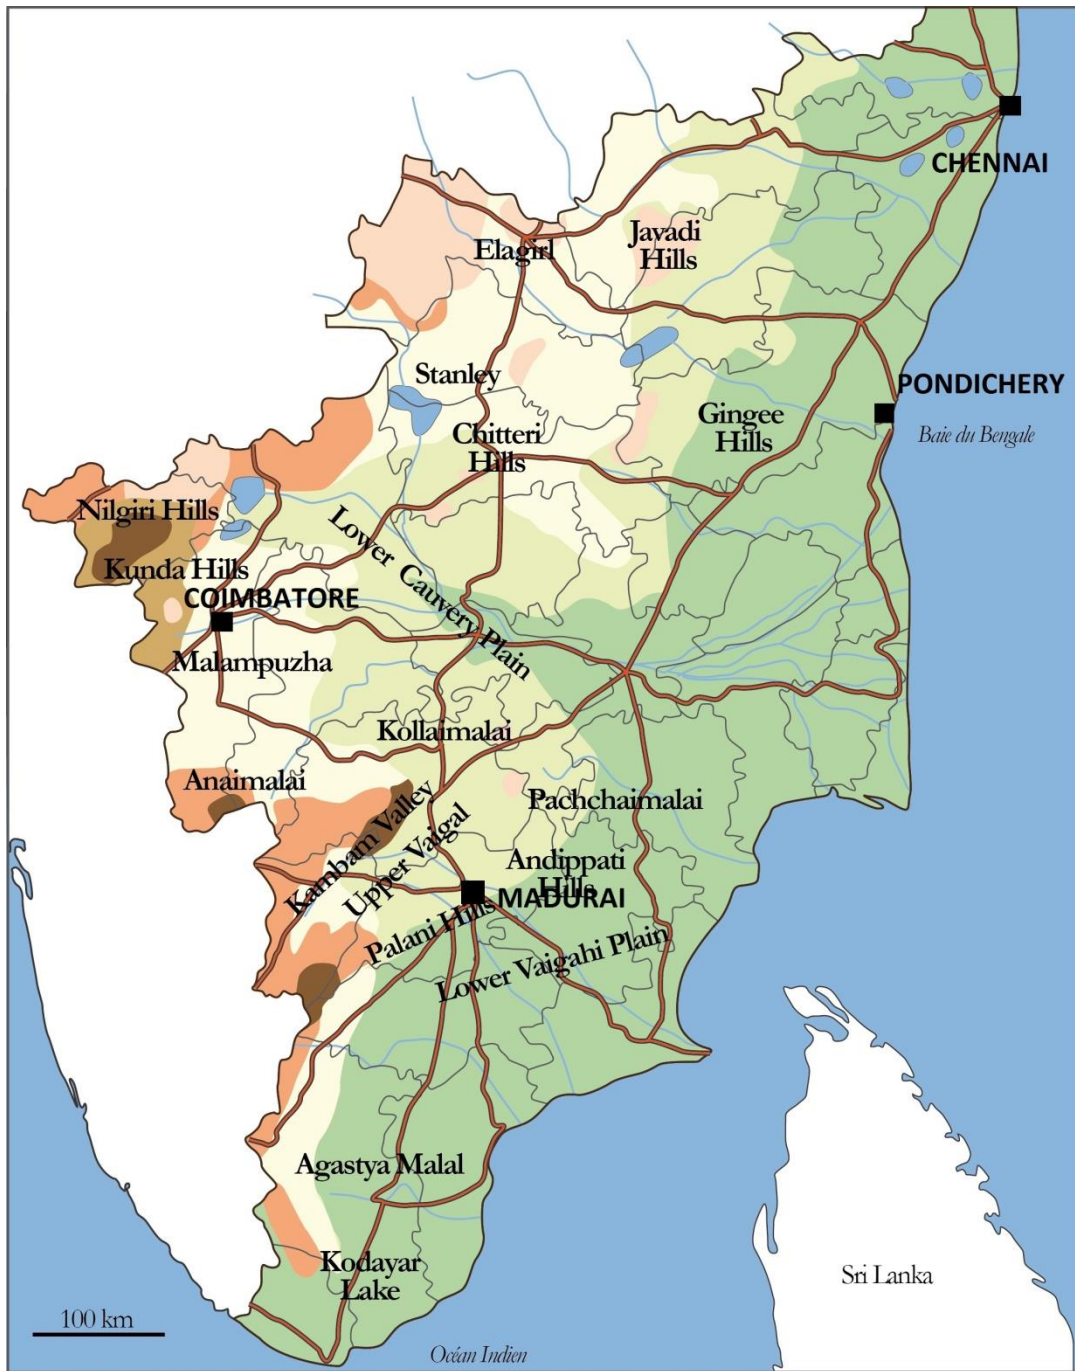 CHENNAI
Javadi
Hills
Elagirl
Stanley
PONDICHERY
Gingee
Hills
Baie du Bengale
Chitteri
Hills
Nilgiri Hills
Lower Cauvery Plain
Kunda Hills
COIMBATORE
Malampuzha
Kollaimalai
Anaimalai
Pachchaimalai
Kambam Valley
Upper Vaigal
Andippati
Hills
MADURAI
Palani Hills
Lower Vaigahi Plain
Agastya Malal
Kodayar
Lake
Sri Lanka
100 km
Océan Indien